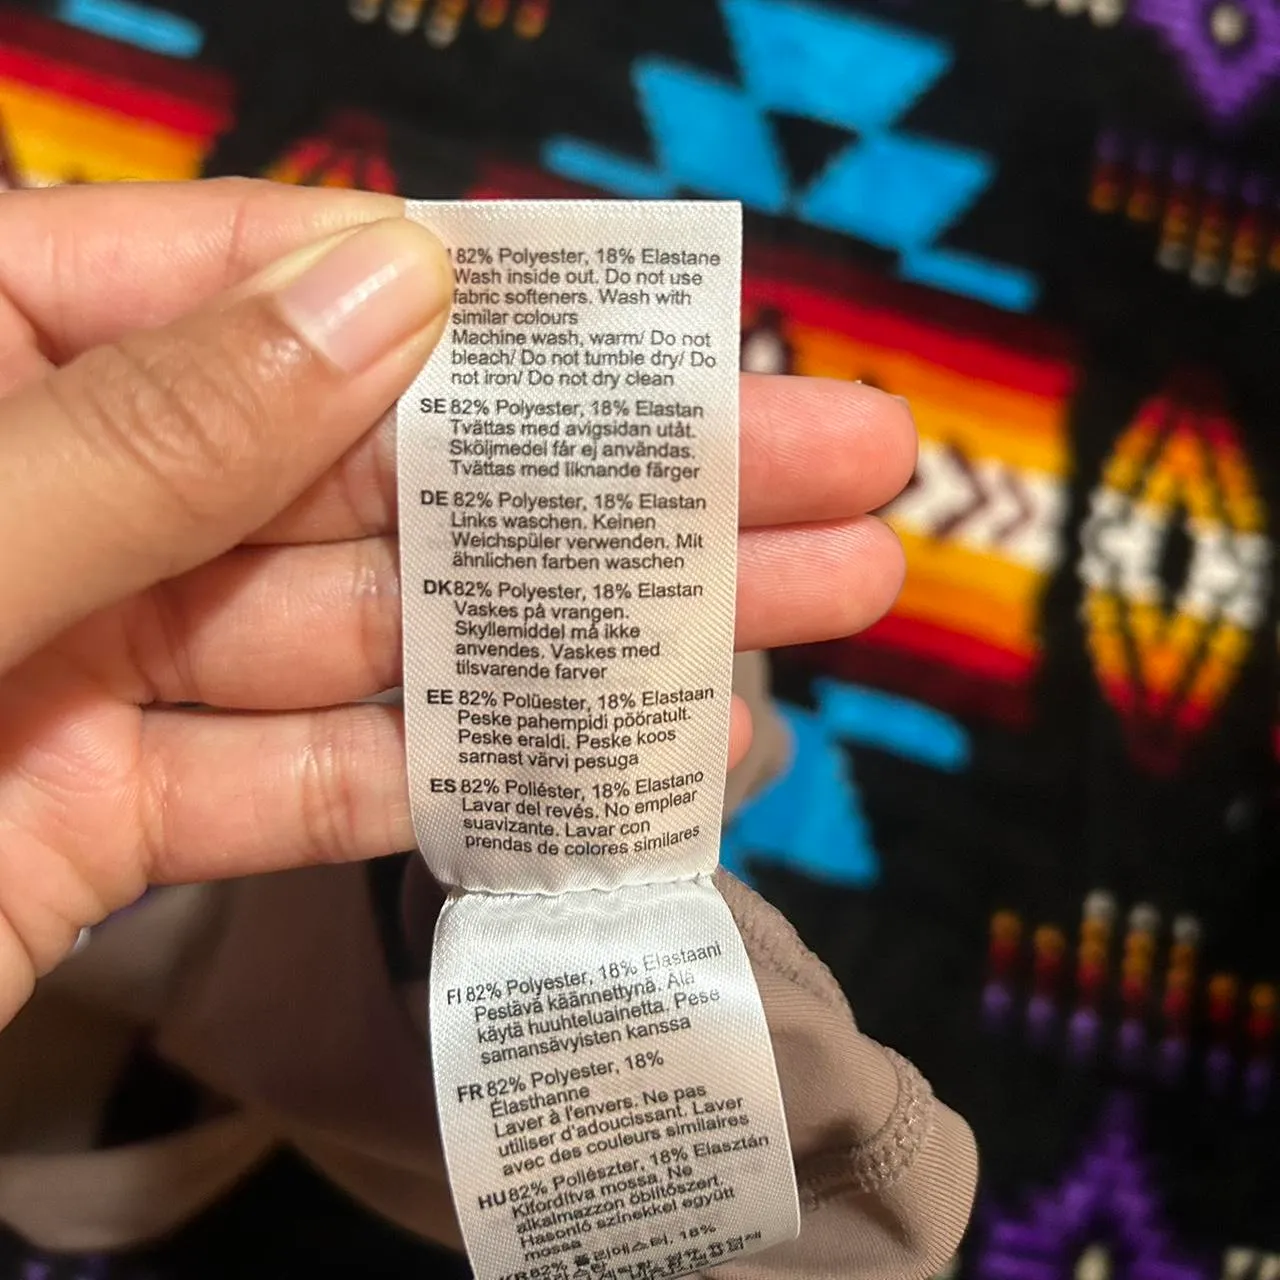 82% Polyester, 18% Elastane
Wash inside out. Do not use
fabric softeners. Wash with
similar colours
Machine wash, warm/ Do not
bleach/ Do not tumble dry/ Do
not iron/ Do not dry clean
SE 82% Polyester, 18% Elastan
Tvättas med avigsidan utåt.
Sköljmedel får ej användas.
Tvättas med liknande färger
DE 82% Polyester, 18% Elastan
Links waschen. Keinen
Weichspüler verwenden. Mit
ähnlichen farben waschen
DK 82% Polyester, 18% Elastan
Vaskes på vrangen.
Skyllemiddel må ikke
anvendes. Vaskes med
tilsvarende farver
EE 82% Polüester, 18% Elastaan
Peske pahempidi pööratult.
Peske eraldi. Peske koos
sarnast värvi pesuga
ES 82% Poliéster, 18% Elastano
Lavar del revés. No emplear
suavizante. Lavar con
prendas de colores similares
FI 82% Polyester, 18% Elastaani
Pestävä käännettynä. Älä
käytä huuhteluainetta. Pese
samansävyisten kanssa
FR 82% Polyester, 18%
Élasthanne
Laver à l'envers. Ne pas
utiliser d'adoucissant. Laver
avec des couleurs similaires
HU 82% Poliészter, 18% Elasztán
Kifordítva mossa. Ne
alkalmazzon öblítőszert.
Hasonló színekkel együtt
mossa
KR 82% 폴리에스터, 18%